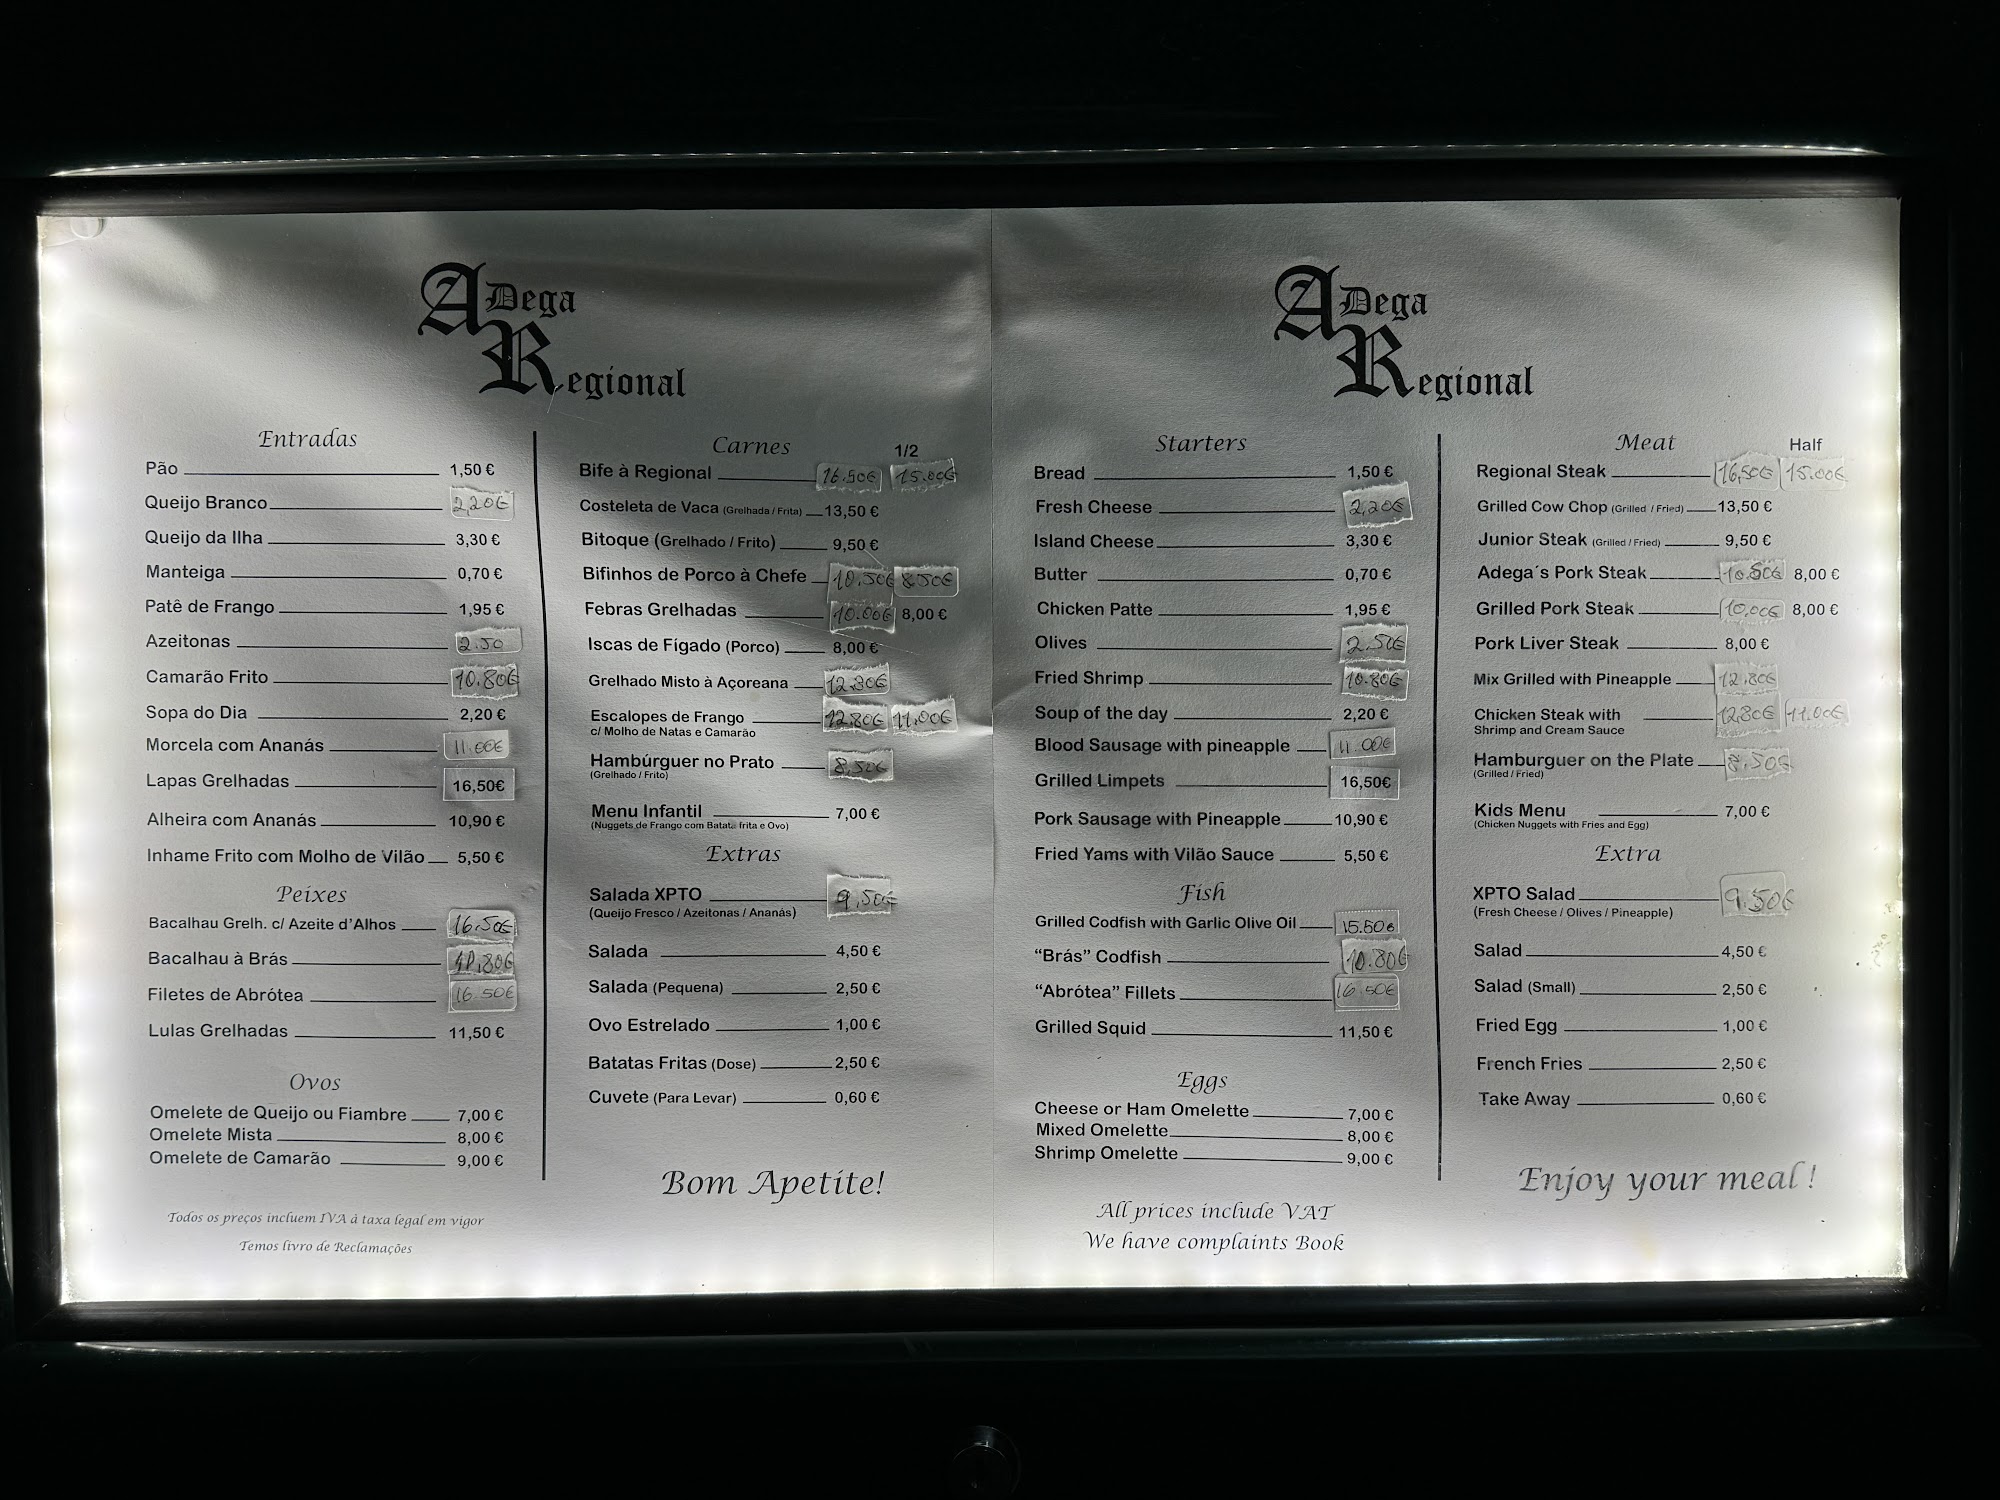 ADega
Regional
Entradas
Pão 1,50 €
Queijo Branco 2,20€
Queijo da Ilha 3,30 €
Manteiga 0,70 €
Patê de Frango 1,95 €
Azeitonas 2.50
Camarão Frito 10.80€
Sopa do Dia 2,20 €
Morcela com Ananás 11.00€
Lapas Grelhadas 16,50€
Alheira com Ananás 10,90 €
Inhame Frito com Molho de Vilão 5,50 €
Peixes
Bacalhau Grelh. c/ Azeite d'Alhos 16.50€
Bacalhau à Brás
Filetes de Abrótea 16.50€
Lulas Grelhadas 11,50 €
Ovos
Omelete de Queijo ou Fiambre 7,00 €
Omelete Mista 8,00 €
Omelete de Camarão 9,00 €
Todos os preços incluem IVA à taxa legal em vigor
Temos livro de Reclamações
Carnes 1/2
Bife à Regional 16.50€ 15.00€
Costeleta de Vaca (Grelhada / Frita) 13,50 €
Bitoque (Grelhado / Frito) 9,50 €
Bifinhos de Porco à Chefe 10.50€ 8.50€
Febras Grelhadas 10.00€ 8,00 €
Iscas de Fígado (Porco) 8,00 €
Grelhado Misto à Açoreana 12.80€
Escalopes de Frango 12.80€ 11.00€
c/ Molho de Natas e Camarão
Hambúrguer no Prato 8,50€
(Grelhado / Frito)
Menu Infantil 7,00 €
(Nuggets de Frango com Batata frita e Ovo)
Extras
Salada XPTO 9,50€
(Queijo Fresco / Azeitonas / Ananás)
Salada 4,50 €
Salada (Pequena) 2,50 €
Ovo Estrelado 1,00 €
Batatas Fritas (Dose) 2,50 €
Cuvete (Para Levar) 0,60 €
Bom Apetite!
ADega
Regional
Starters
Bread 1,50 €
Fresh Cheese 2,20€
Island Cheese 3,30 €
Butter 0,70 €
Chicken Patte 1,95 €
Olives 2.50€
Fried Shrimp 10.80€
Soup of the day 2,20 €
Blood Sausage with pineapple 11.00€
Grilled Limpets 16,50€
Pork Sausage with Pineapple 10,90 €
Fried Yams with Vilão Sauce 5,50 €
Fish
Grilled Codfish with Garlic Olive Oil
“Brás” Codfish 10.80€
“Abrótea” Fillets 16.50€
Grilled Squid 11,50 €
Eggs
Cheese or Ham Omelette 7,00 €
Mixed Omelette 8,00 €
Shrimp Omelette 9,00 €
All prices include VAT
We have complaints Book
Meat Half
Regional Steak 16,50€ 15.00€
Grilled Cow Chop (Grilled / Fried) 13,50 €
Junior Steak (Grilled / Fried) 9,50 €
Adega´s Pork Steak 10.50€ 8,00 €
Grilled Pork Steak 10,00€ 8,00 €
Pork Liver Steak 8,00 €
Mix Grilled with Pineapple 12.80€
Chicken Steak with 12,80€ 11.00€
Shrimp and Cream Sauce
Hamburguer on the Plate 8.50€
(Grilled / Fried)
Kids Menu 7,00 €
(Chicken Nuggets with Fries and Egg)
Extra
XPTO Salad 9.50€
(Fresh Cheese / Olives / Pineapple)
Salad 4,50 €
Salad (Small) 2,50 €
Fried Egg 1,00 €
French Fries 2,50 €
Take Away 0,60 €
Enjoy your meal !